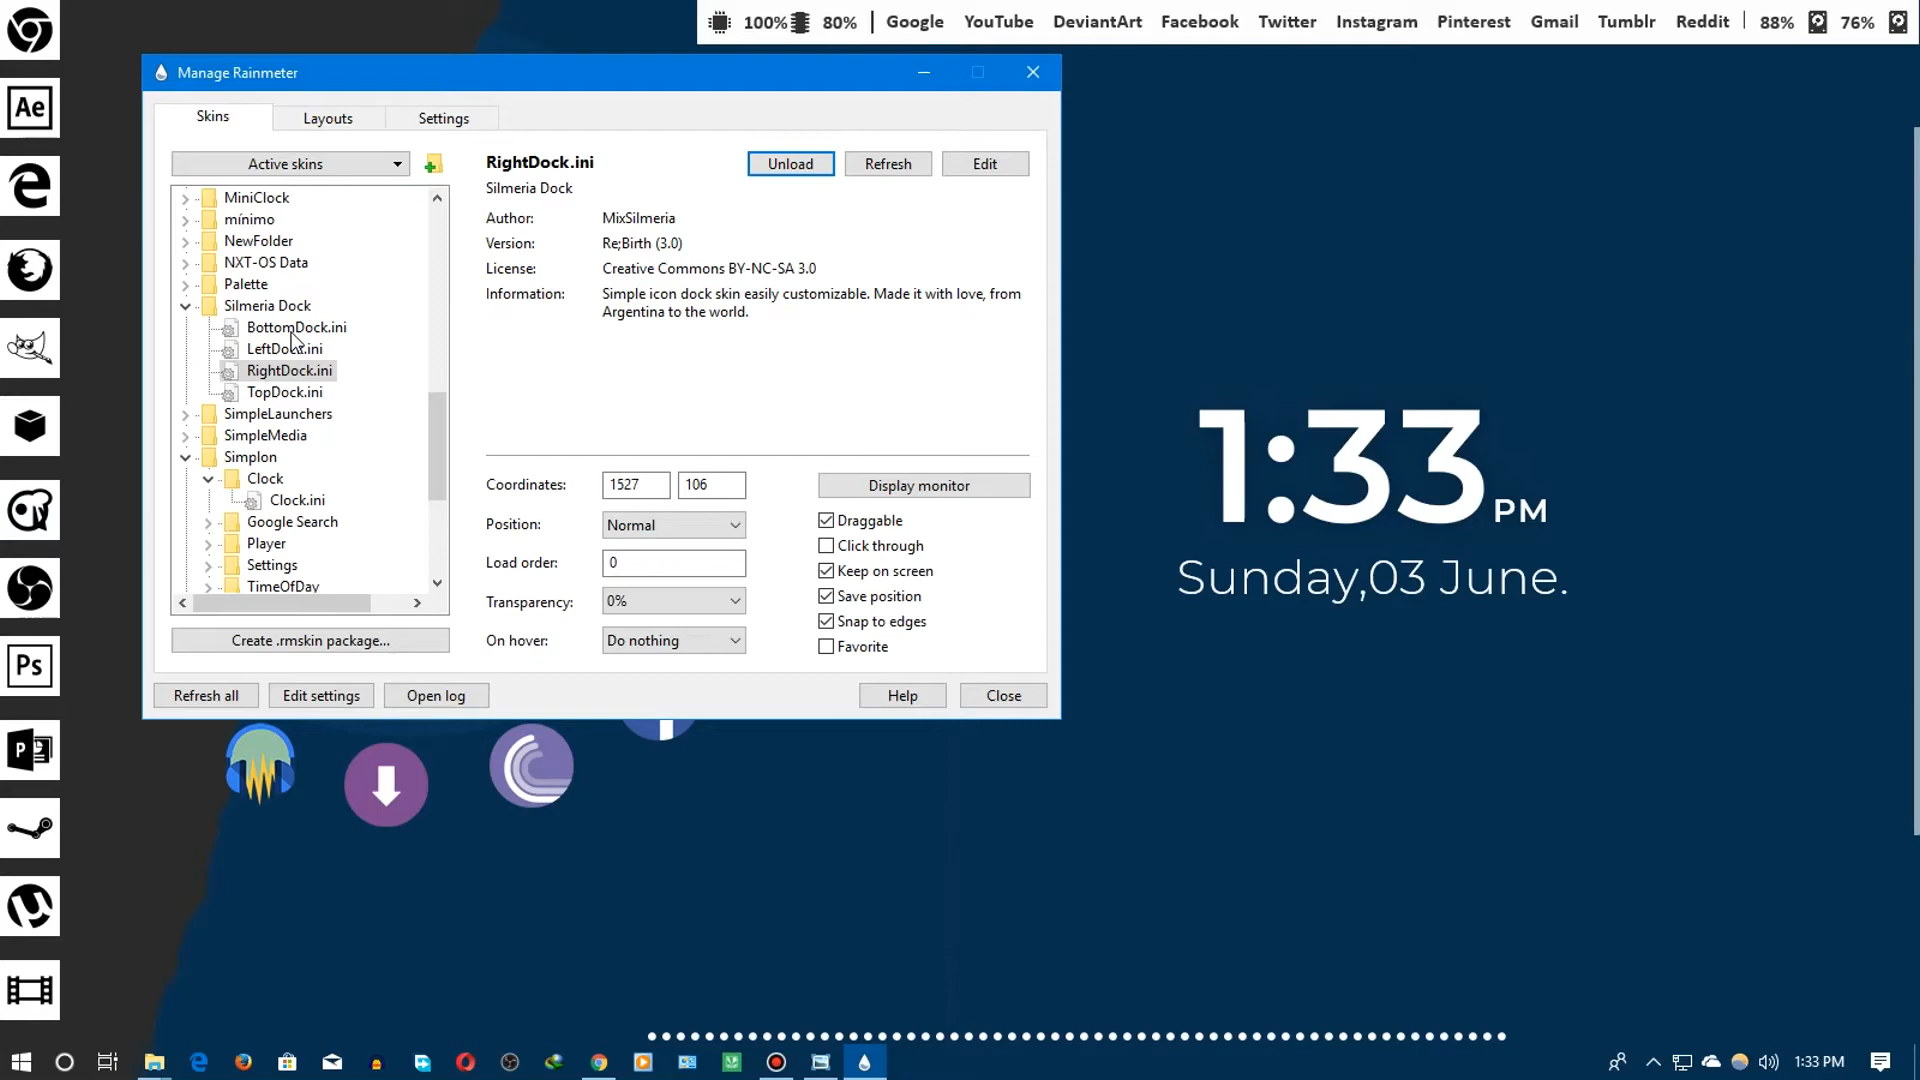 100% 80% Google YouTube DeviantArt Facebook Twitter Instagram Pinterest Gmail Tumblr Reddit 88% 76%
Manage Rainmeter
Skins Layouts Settings
Active skins
MiniClock
mínimo
NewFolder
NXT-OS Data
Palette
Silmeria Dock
BottomDock.ini
LeftDock.ini
RightDock.ini
TopDock.ini
SimpleLaunchers
SimpleMedia
Simplon
Clock
Clock.ini
Google Search
Player
Settings
TimeOfDay
Create .rmskin package...
RightDock.ini Unload Refresh Edit
Silmeria Dock
Author: MixSilmeria
Version: Re;Birth (3.0)
License: Creative Commons BY-NC-SA 3.0
Information: Simple icon dock skin easily customizable. Made it with love, from
Argentina to the world.
Coordinates: 1527 106 Display monitor
Position: Normal
Load order: 0
Transparency: 0%
On hover: Do nothing
Draggable
Click through
Keep on screen
Save position
Snap to edges
Favorite
Refresh all Edit settings Open log Help Close
Ae
Ps
P
1:33 PM
Sunday,03 June.
1:33 PM